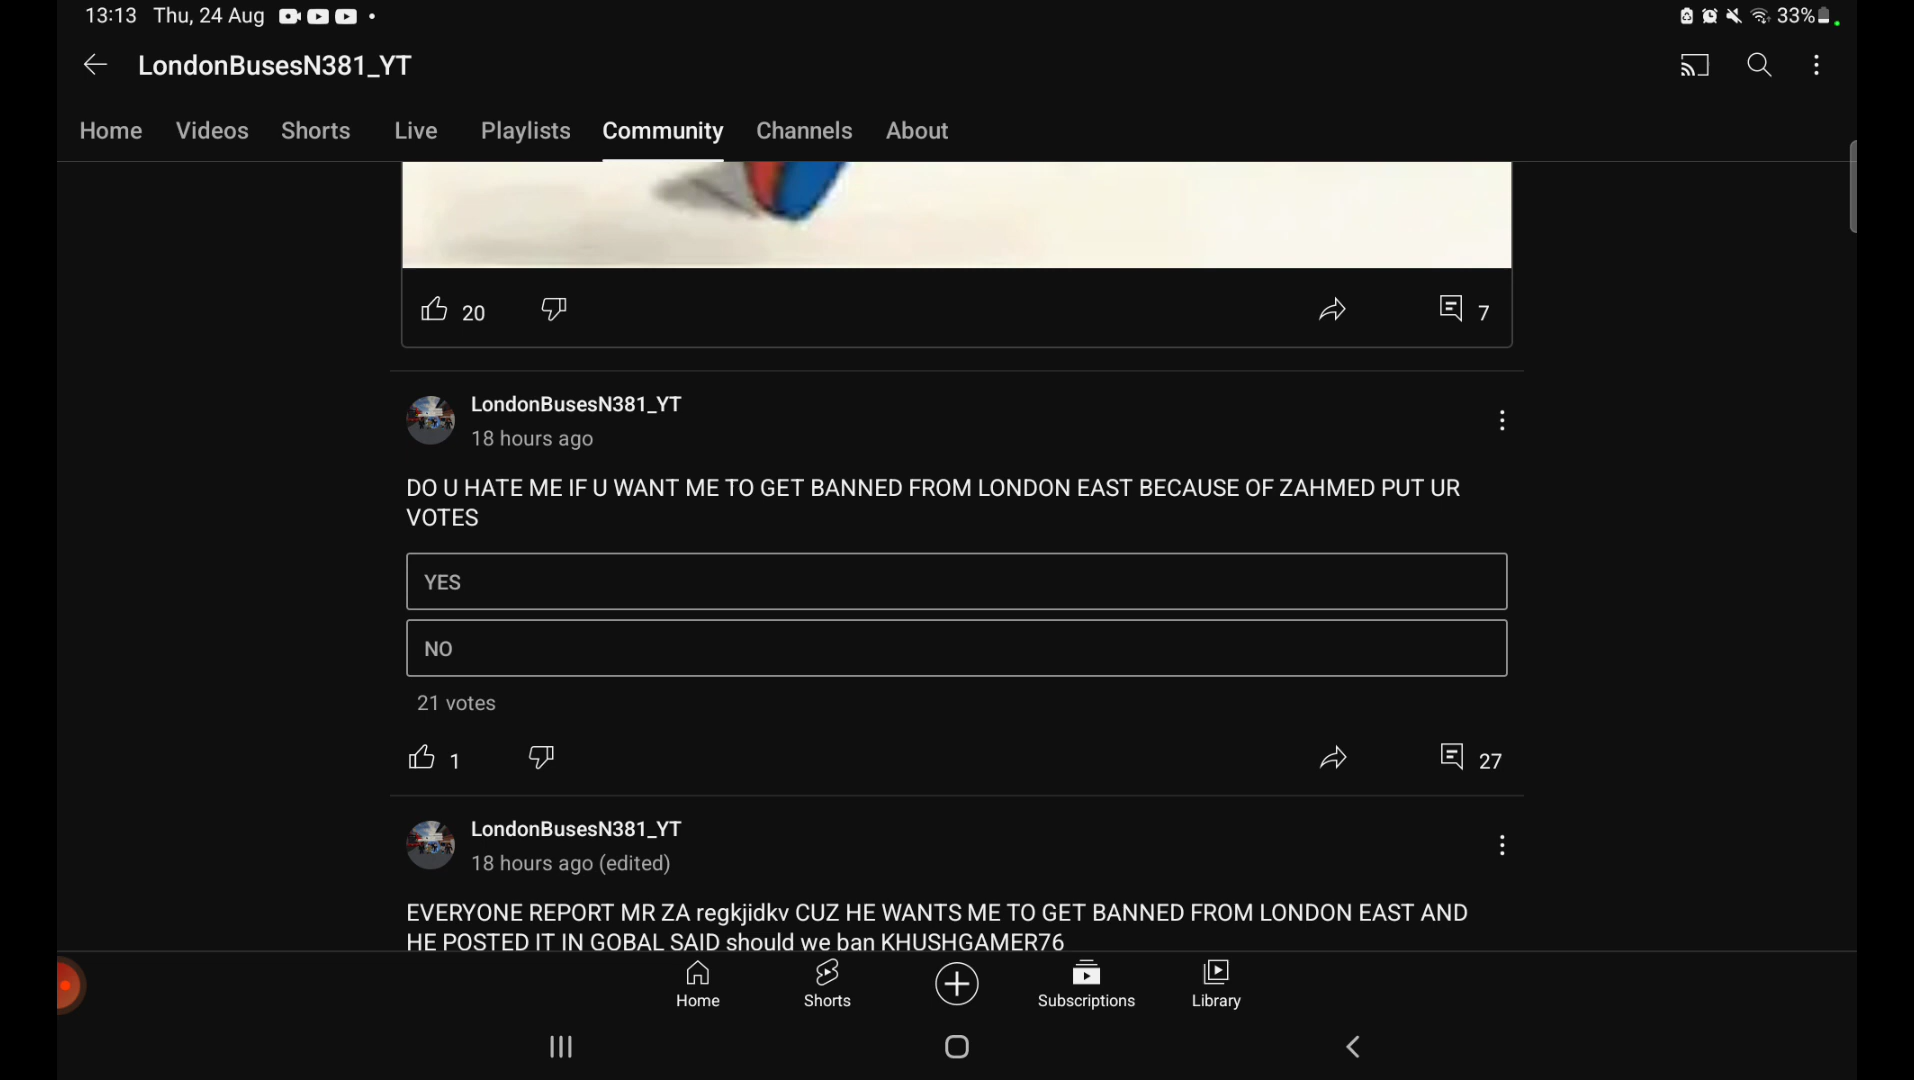 13:13 Thu, 24 Aug
33%
LondonBusesN381_YT
Home Videos Shorts Live Playlists Community Channels About
20
7
LondonBusesN381_YT
18 hours ago
DO U HATE ME IF U WANT ME TO GET BANNED FROM LONDON EAST BECAUSE OF ZAHMED PUT UR
VOTES
YES
NO
21 votes
1
27
LondonBusesN381_YT
18 hours ago (edited)
EVERYONE REPORT MR ZA regkjidkv CUZ HE WANTS ME TO GET BANNED FROM LONDON EAST AND
HE POSTED IT IN GOBAL SAID should we ban KHUSHGAMER76
Home Shorts Subscriptions Library